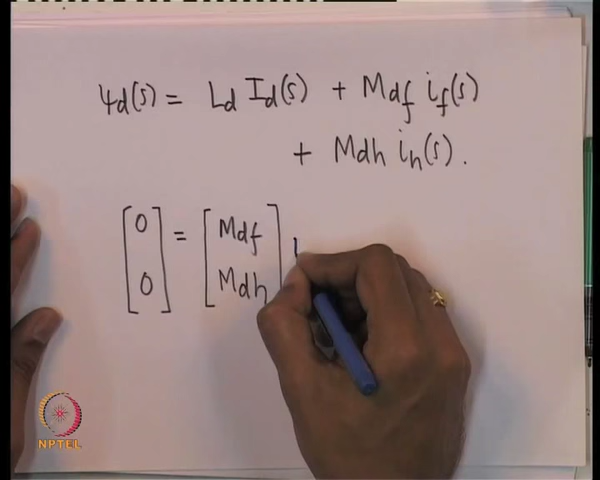 Ψd(s) = Ld Id(s) + Mdf if(s)
+ Mdh ih(s).
[0 0] = [Mdf Mdh]
NPTEL